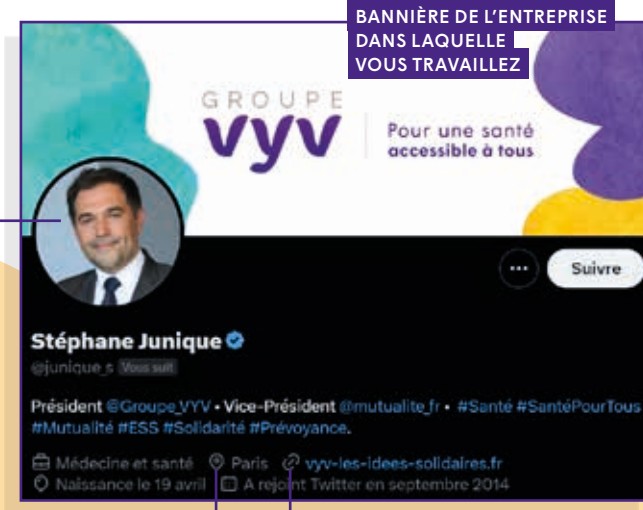 BANNIÈRE DE L'ENTREPRISE
DANS LAQUELLE
VOUS TRAVAILLEZ
GROUPE
vyv
Pour une santé
accessible à tous
Suivre
Stéphane Junique
@junique_s Vous suit
Président @Groupe_VYV • Vice-Président @mutualite_fr • #Santé #SantéPourTous
#Mutualité #ESS #Solidarité #Prévoyance.
Médecine et santé Paris vyv-les-idees-solidaires.fr
Naissance le 19 avril A rejoint Twitter en septembre 2014